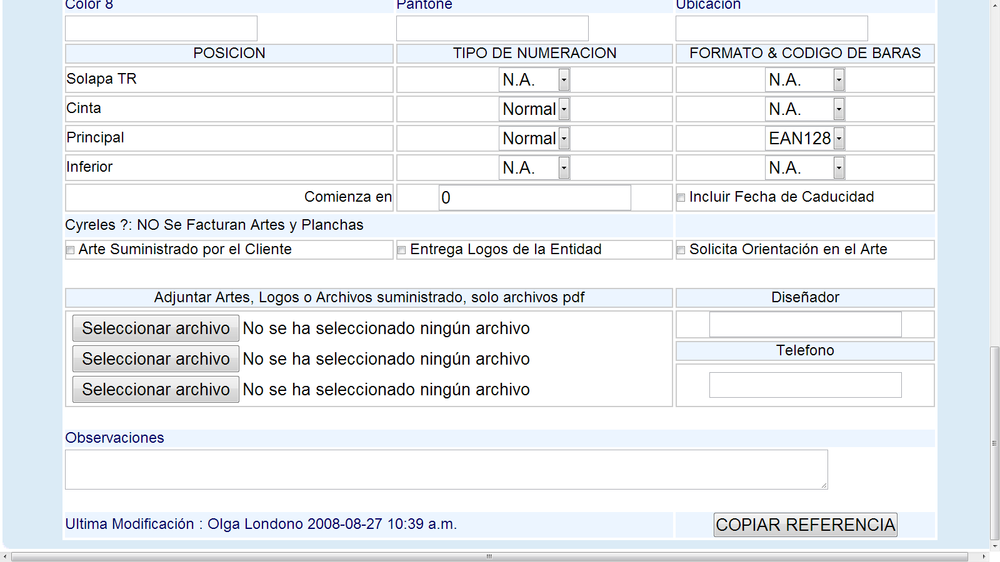 Color 8 Pantone Ubicación
POSICION TIPO DE NUMERACION FORMATO & CODIGO DE BARAS
Solapa TR N.A. N.A.
Cinta Normal N.A.
Principal Normal EAN128
Inferior N.A. N.A.
Comienza en 0 Incluir Fecha de Caducidad
Cyreles ?: NO Se Facturan Artes y Planchas
Arte Suministrado por el Cliente Entrega Logos de la Entidad Solicita Orientación en el Arte
Adjuntar Artes, Logos o Archivos suministrado, solo archivos pdf Diseñador
Seleccionar archivo No se ha seleccionado ningún archivo
Telefono
Seleccionar archivo No se ha seleccionado ningún archivo
Seleccionar archivo No se ha seleccionado ningún archivo
Observaciones
Ultima Modificación : Olga Londono 2008-08-27 10:39 a.m. COPIAR REFERENCIA